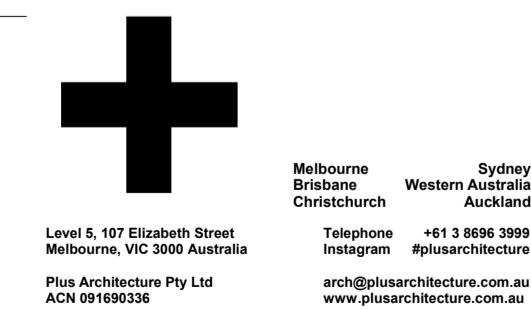 Melbourne Sydney
Brisbane Western Australia
Christchurch Auckland
Level 5, 107 Elizabeth Street
Melbourne, VIC 3000 Australia
Telephone +61 3 8696 3999
Instagram #plusarchitecture
Plus Architecture Pty Ltd
ACN 091690336
arch@plusarchitecture.com.au
www.plusarchitecture.com.au